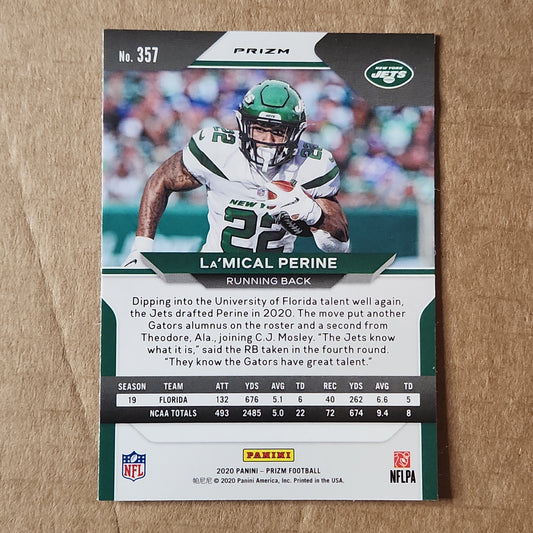 No. 357
PRIZM
NEW YORK
JETS
22
NEW YORK
22
LA'MICAL PERINE
RUNNING BACK
Dipping into the University of Florida talent well again,
the Jets drafted Perine in 2020. The move put another
Gators alumnus on the roster and a second from
Theodore, Ala., joining C.J. Mosley. “The Jets know
what it is,” said the RB taken in the fourth round.
“They know the Gators have great talent.”
SEASON TEAM ATT YDS AVG TD REC YDS AVG TD
19 FLORIDA 132 676 5.1 6 40 262 6.6 5
NCAA TOTALS 493 2485 5.0 22 72 674 9.4 8
NFL
PANINI
NFLPA
2020 PANINI – PRIZM FOOTBALL
帕尼尼 © 2020 Panini America, Inc. Printed in the USA.